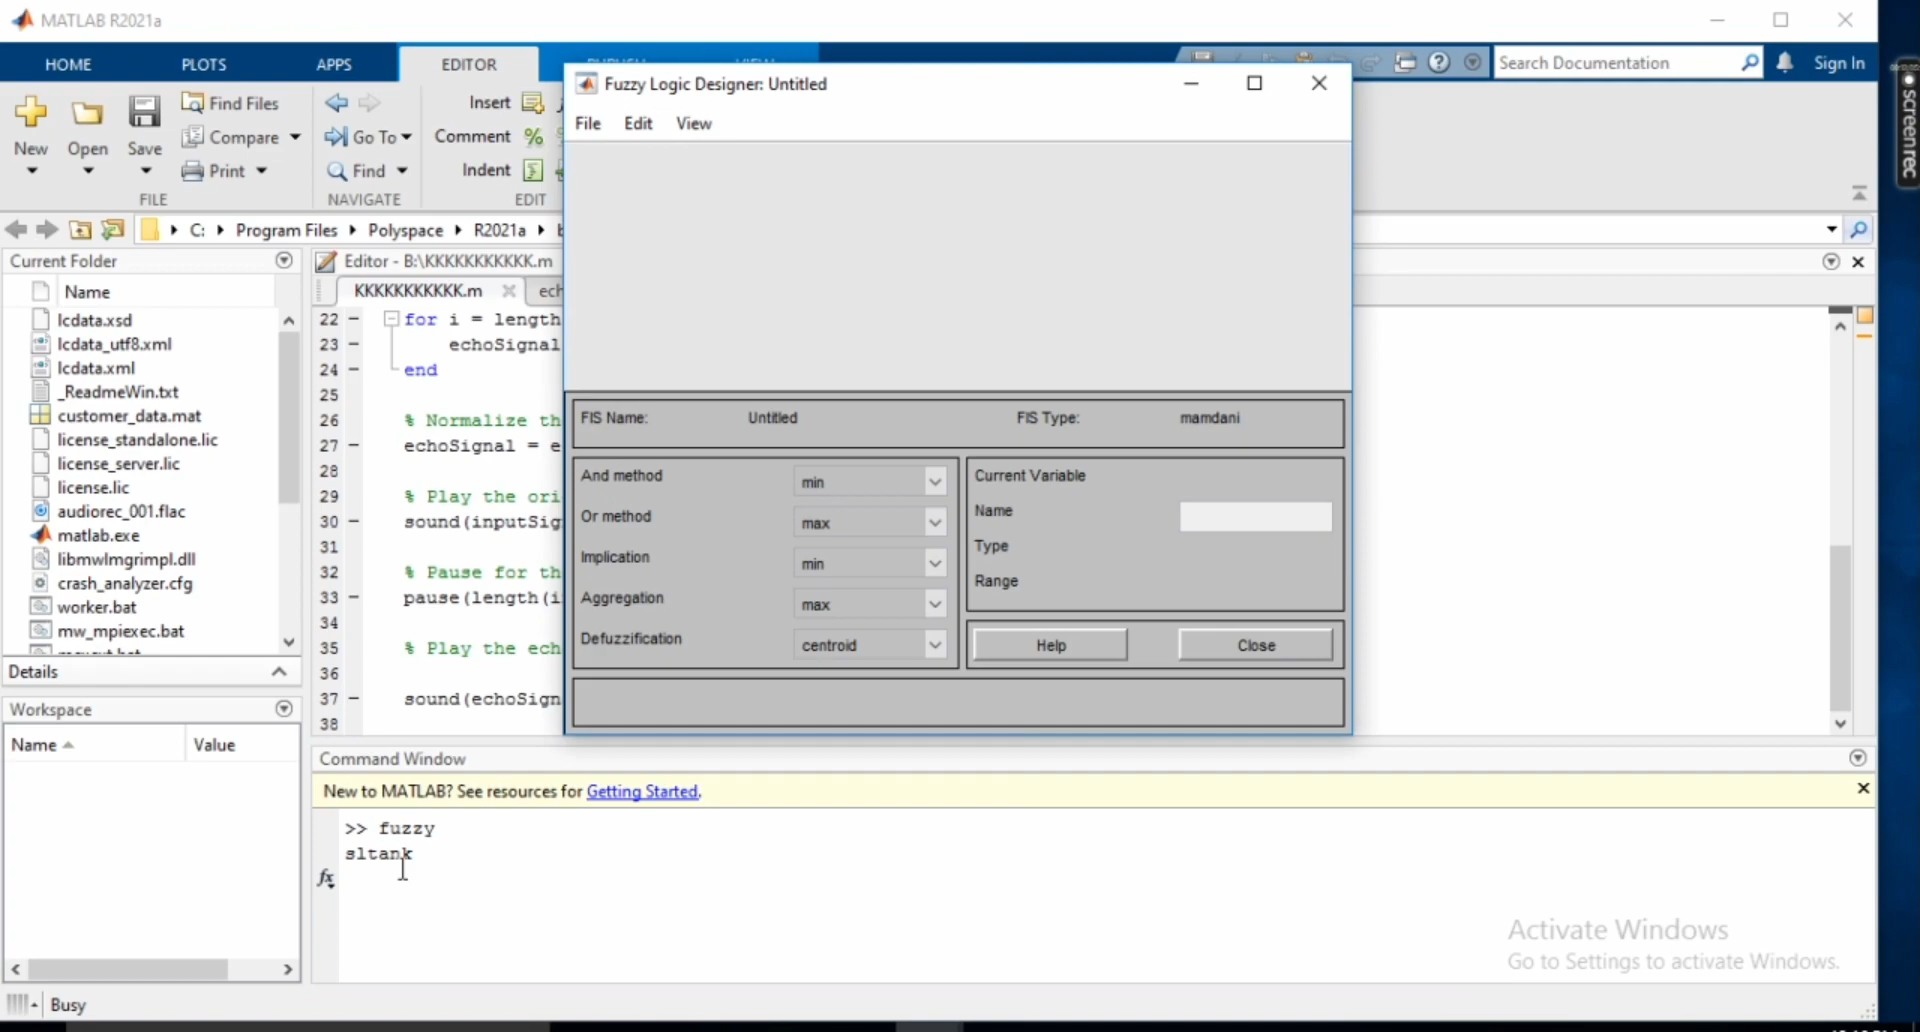 MATLAB R2021a
HOME PLOTS APPS EDITOR
Search Documentation Sign In
New Open Save
Find Files
Compare
Print
FILE
Go To
Find
NAVIGATE
Insert
Comment
Indent
EDIT
C: Program Files Polyspace R2021a
Current Folder
Name
lcdata.xsd
lcdata_utf8.xml
lcdata.xml
_ReadmeWin.txt
customer_data.mat
license_standalone.lic
license_server.lic
license.lic
audiorec_001.flac
matlab.exe
libmwlmgrimpl.dll
crash_analyzer.cfg
worker.bat
mw_mpiexec.bat
Details
Workspace
Name Value
Editor - B:\KKKKKKKKKKK.m
KKKKKKKKKKK.m ech
22 for i = length
23 echoSignal
24 end
25
26 % Normalize th
27 echoSignal = e
28
29 % Play the ori
30 sound(inputSig
31
32 % Pause for th
33 pause(length(i
34
35 % Play the ech
36
37 sound(echoSign
38
Fuzzy Logic Designer: Untitled
File Edit View
FIS Name: Untitled FIS Type: mamdani
And method min
Or method max
Implication min
Aggregation max
Defuzzification centroid
Current Variable
Name
Type
Range
Help Close
Command Window
New to MATLAB? See resources for Getting Started.
>> fuzzy
sltank
fx
Activate Windows
Go to Settings to activate Windows.
Busy
screenrec